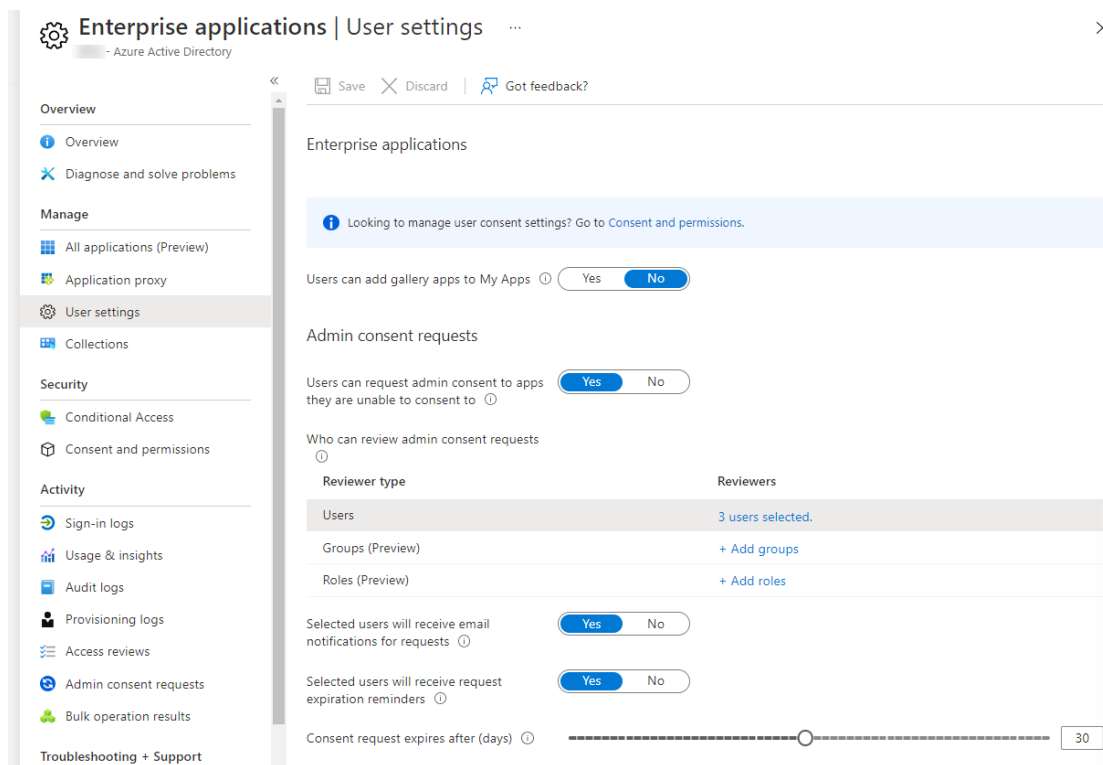 Enterprise applications | User settings ...
- Azure Active Directory
Save Discard Got feedback?
Overview
Overview
Diagnose and solve problems
Manage
All applications (Preview)
Application proxy
User settings
Collections
Security
Conditional Access
Consent and permissions
Activity
Sign-in logs
Usage & insights
Audit logs
Provisioning logs
Access reviews
Admin consent requests
Bulk operation results
Troubleshooting + Support
Enterprise applications
Looking to manage user consent settings? Go to Consent and permissions.
Users can add gallery apps to My Apps Yes No
Admin consent requests
Users can request admin consent to apps Yes No
they are unable to consent to
Who can review admin consent requests
Reviewer type Reviewers
Users 3 users selected.
Groups (Preview) + Add groups
Roles (Preview) + Add roles
Selected users will receive email Yes No
notifications for requests
Selected users will receive request Yes No
expiration reminders
Consent request expires after (days) 30